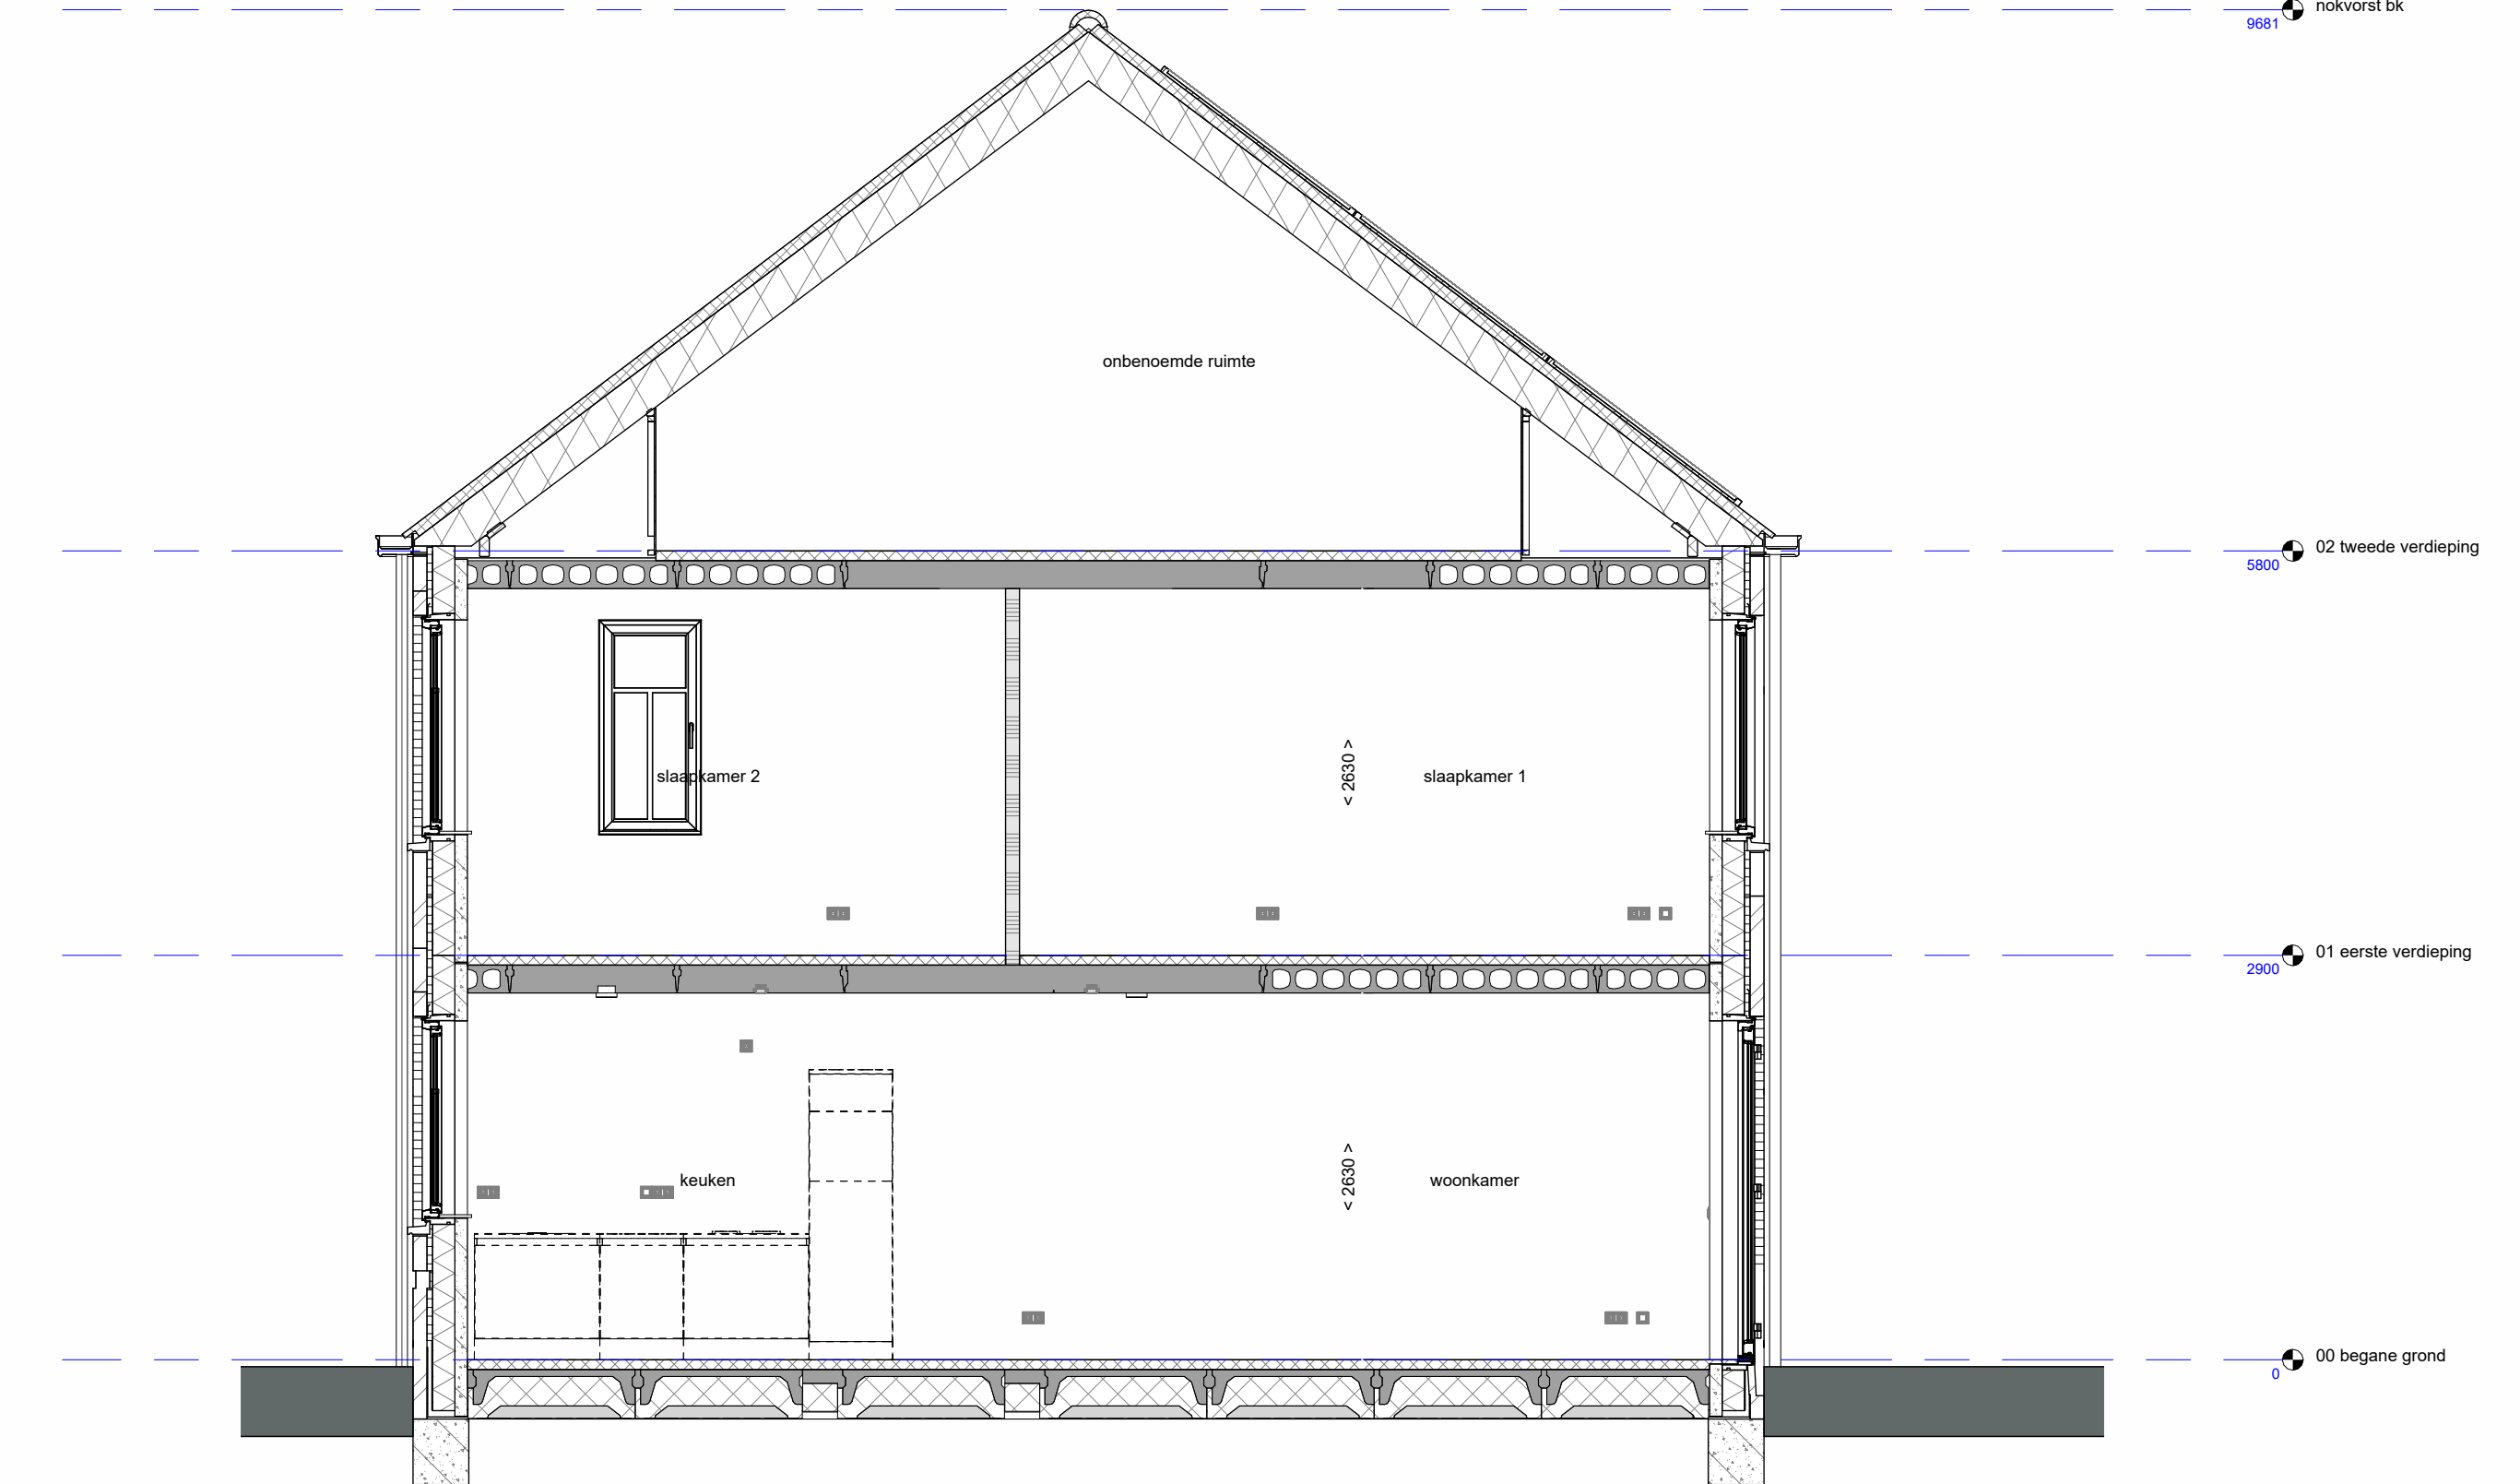 nokvorst bk
9681
onbenoemde ruimte
02 tweede verdieping
5800
slaapkamer 2
< 2630 >
slaapkamer 1
01 eerste verdieping
2900
keuken
< 2630 >
woonkamer
00 begane grond
0